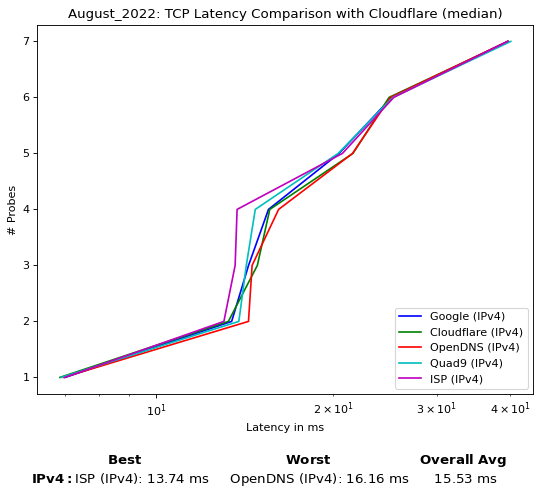 August_2022: TCP Latency Comparison with Cloudflare (median)
7
6
5
4
3
2
1
# Probes
10¹
2 × 10¹
3 × 10¹
4 × 10¹
Latency in ms
Google (IPv4)
Cloudflare (IPv4)
OpenDNS (IPv4)
Quad9 (IPv4)
ISP (IPv4)
Best Worst Overall Avg
IPv4: ISP (IPv4): 13.74 ms OpenDNS (IPv4): 16.16 ms 15.53 ms